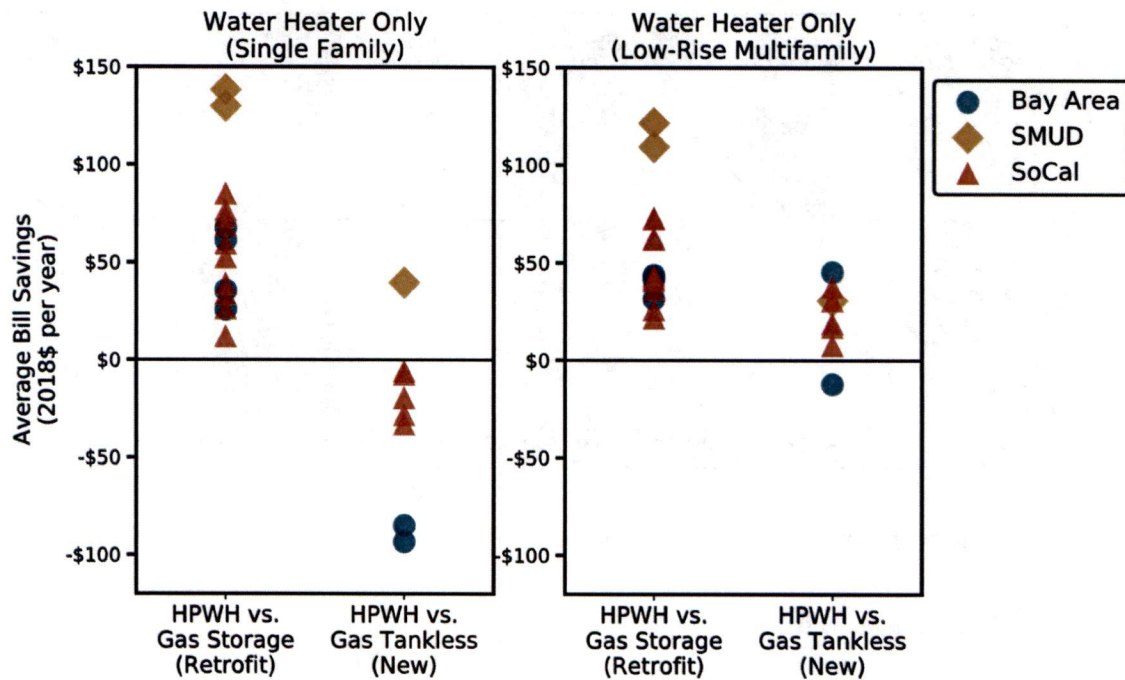 Water Heater Only
(Single Family)
Water Heater Only
(Low-Rise Multifamily)
Average Bill Savings
(2018$ per year)
$150
$100
$50
$0
-$50
-$100
$150
$100
$50
$0
-$50
-$100
Bay Area
SMUD
SoCal
HPWH vs.
Gas Storage
(Retrofit)
HPWH vs.
Gas Tankless
(New)
HPWH vs.
Gas Storage
(Retrofit)
HPWH vs.
Gas Tankless
(New)